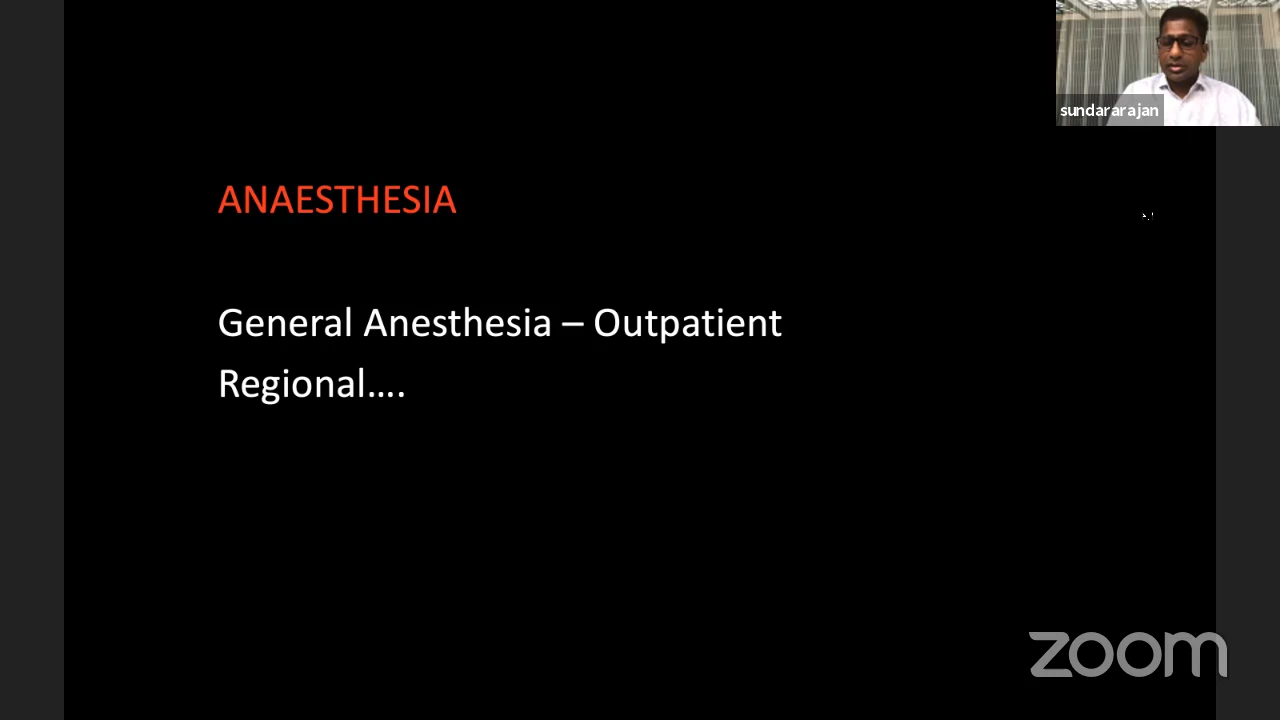 sundararajan
ANAESTHESIA
General Anesthesia – Outpatient
Regional....
zoom